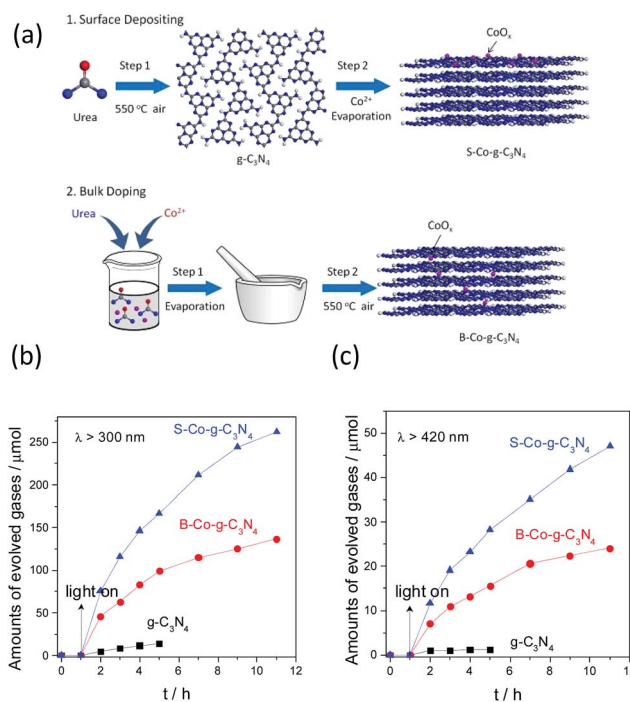 (a)
1. Surface Depositing
Urea
Step 1
550 °C air
g-C₃N₄
Step 2
Co²⁺
Evaporation
CoOₓ
S-Co-g-C₃N₄
2. Bulk Doping
Urea
Co²⁺
Step 1
Evaporation
Step 2
550 °C air
CoOₓ
B-Co-g-C₃N₄
(b)
λ > 300 nm
S-Co-g-C₃N₄
B-Co-g-C₃N₄
light on
g-C₃N₄
Amounts of evolved gases / μmol
250
200
150
100
50
0
0 2 4 6 8 10 12
t / h
(c)
λ > 420 nm
S-Co-g-C₃N₄
B-Co-g-C₃N₄
light on
g-C₃N₄
Amounts of evolved gases / μmol
50
40
30
20
10
0
0 2 4 6 8 10
t / h